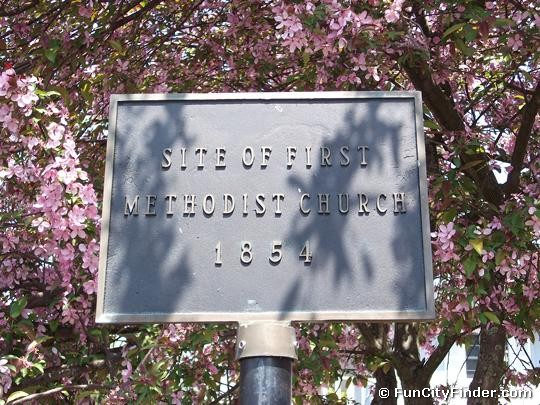 SITE OF FIRST
METHODIST CHURCH
1854
© FunCityFinder.com